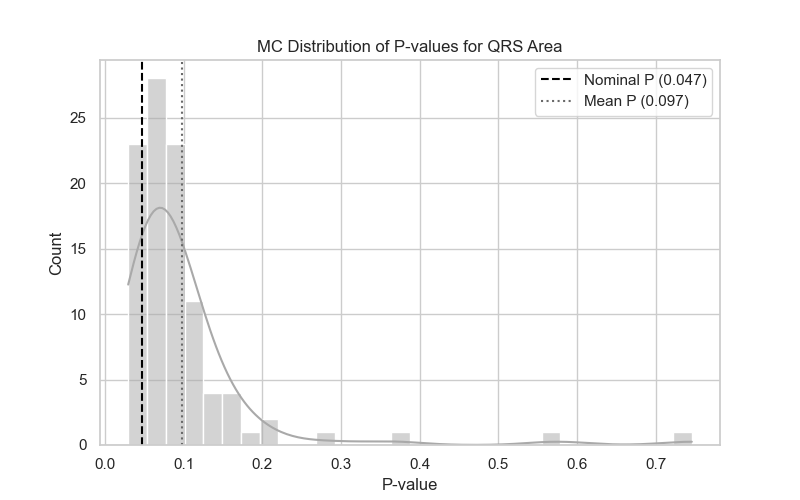 MC Distribution of P-values for QRS Area
Nominal P (0.047)
Mean P (0.097)
Count
25
20
15
10
5
0
0.0 0.1 0.2 0.3 0.4 0.5 0.6 0.7
P-value